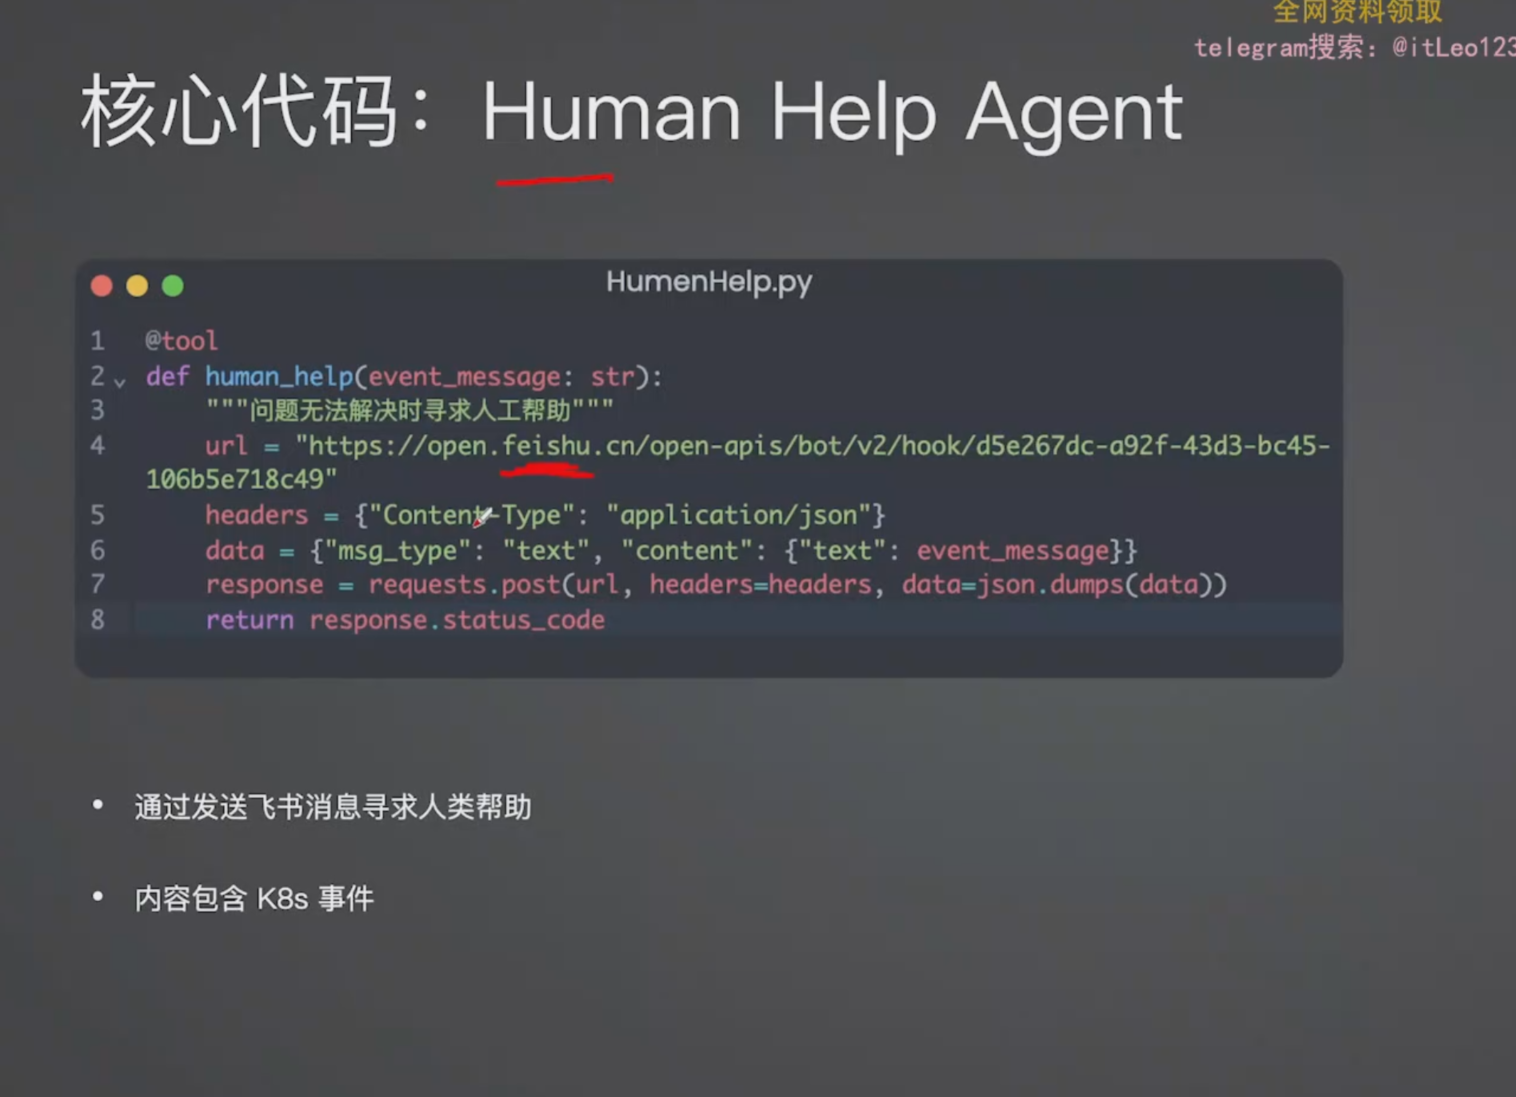 全网资料领取
telegram搜索：@itLeo123
核心代码：Human Help Agent
HumenHelp.py
1 @tool
2 def human_help(event_message: str):
3 """问题无法解决时寻求人工帮助"""
4 url = "https://open.feishu.cn/open-apis/bot/v2/hook/d5e267dc-a92f-43d3-bc45-
106b5e718c49"
5 headers = {"Content-Type": "application/json"}
6 data = {"msg_type": "text", "content": {"text": event_message}}
7 response = requests.post(url, headers=headers, data=json.dumps(data))
8 return response.status_code
• 通过发送飞书消息寻求人类帮助
• 内容包含 K8s 事件